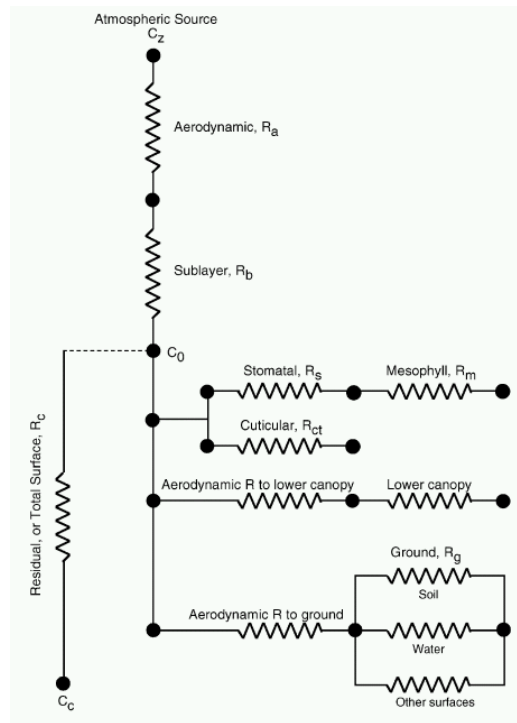 Atmospheric Source
Cz
Aerodynamic, Ra
Sublayer, Rb
C0
Stomatal, Rs
Mesophyll, Rm
Cuticular, Rct
Residual, or Total Surface, Rc
Aerodynamic R to lower canopy
Lower canopy
Ground, Rg
Soil
Aerodynamic R to ground
Water
Other surfaces
Cc